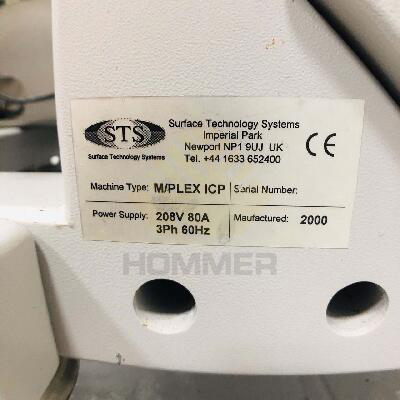 STS
Surface Technology Systems
Surface Technology Systems
Imperial Park
Newport NP1 9UJ UK
Tel. +44 1633 652400
CE
Machine Type: M/PLEX ICP
Serial Number:
Power Supply: 208V 80A
3Ph 60Hz
Maufactured: 2000
HOMMER